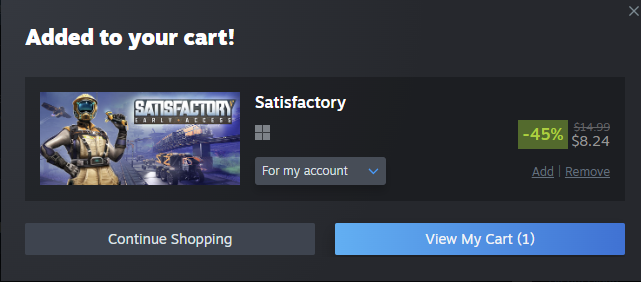 Added to your cart!
SATISFACTORY
EARLY ACCESS
Satisfactory
-45%
$14.99
$8.24
For my account
Add | Remove
Continue Shopping
View My Cart (1)